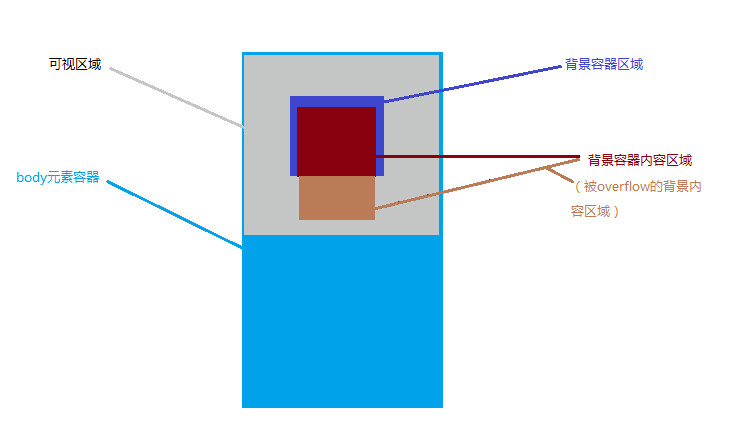 可视区域
背景容器区域
背景容器内容区域
body元素容器
（被overflow的背景内
容区域）